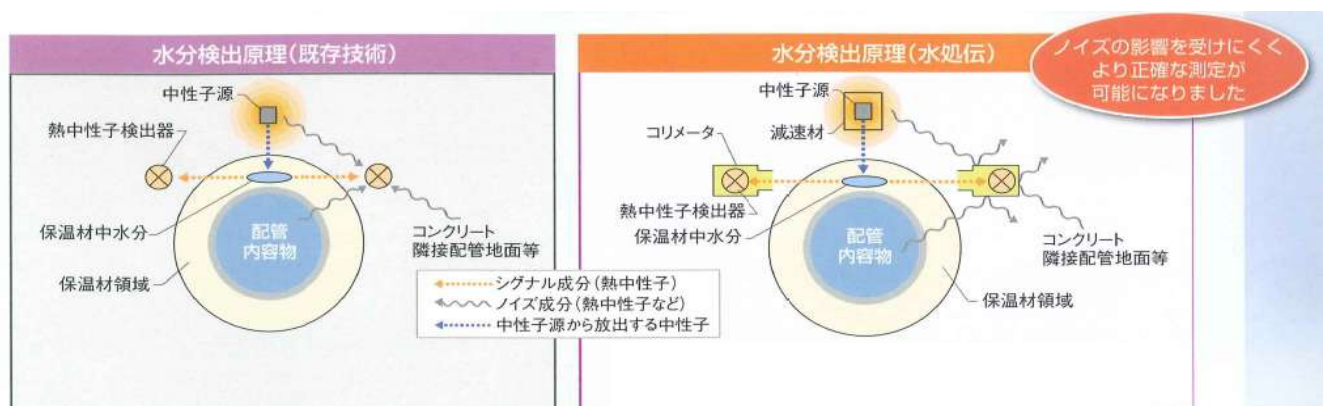 水分検出原理(既存技術)
中性子源
熱中性子検出器
保温材中水分
配管
内容物
コンクリート
隣接配管地面等
保温材領域
シグナル成分(熱中性子)
ノイズ成分(熱中性子など)
中性子源から放出する中性子
水分検出原理(水処伝)
ノイズの影響を受けにくく
より正確な測定が
可能になりました
中性子源
コリメータ
減速材
熱中性子検出器
保温材中水分
配管
内容物
コンクリート
隣接配管地面等
保温材領域